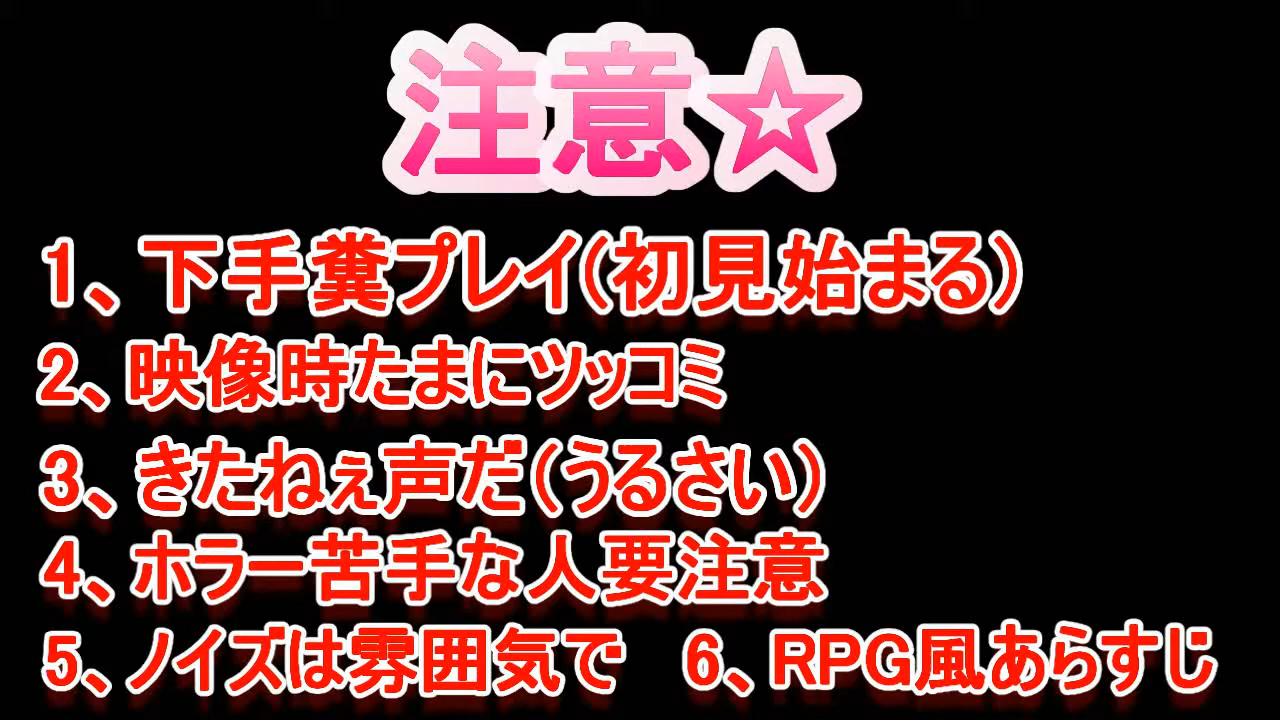 注意☆
1、下手糞プレイ(初見始まる)
2、映像時たまにツッコミ
3、きたねぇ声だ(うるさい)
4、ホラー苦手な人要注意
5、ノイズは雰囲気で　6、RPG風あらすじ